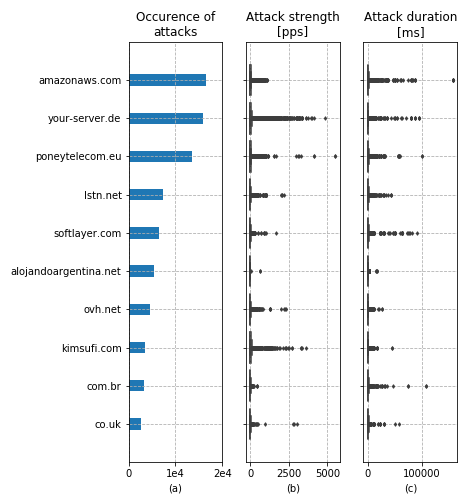 Occurence of
attacks
Attack strength
[pps]
Attack duration
[ms]
amazonaws.com
your-server.de
poneytelecom.eu
lstn.net
softlayer.com
alojandoargentina.net
ovh.net
kimsufi.com
com.br
co.uk
0 1e4 2e4
0 2500 5000
0 100000
(a)
(b)
(c)